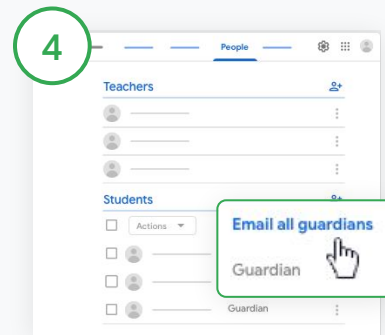 4
People
Teachers
Students
Actions
Email all guardians
Guardian
Guardian